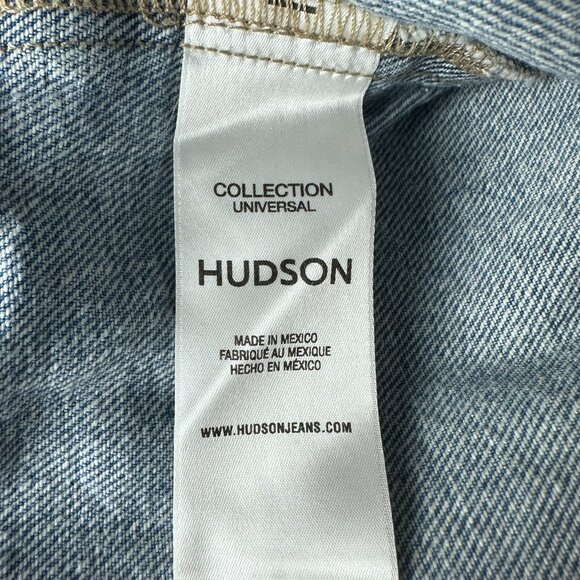 COLLECTION
UNIVERSAL
HUDSON
MADE IN MEXICO
FABRIQUÉ AU MEXIQUE
HECHO EN MÉXICO
WWW.HUDSONJEANS.COM